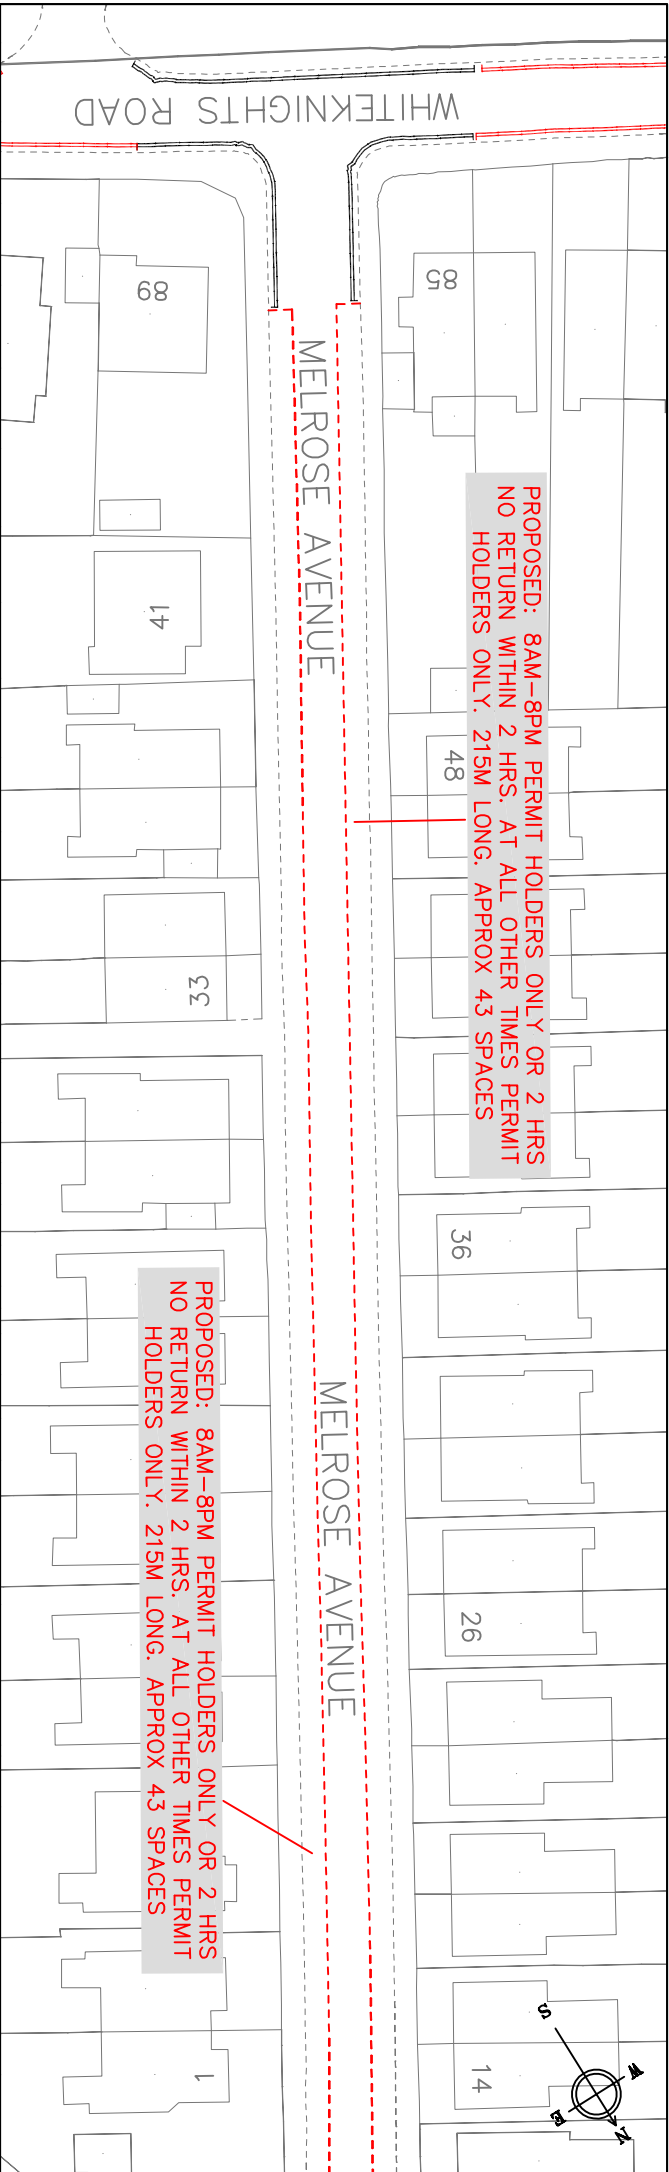 WHITEKNIGHTS ROAD
89
85
MELROSE AVENUE
PROPOSED: 8AM-8PM PERMIT HOLDERS ONLY OR 2 HRS
NO RETURN WITHIN 2 HRS. AT ALL OTHER TIMES PERMIT
HOLDERS ONLY. 215M LONG. APPROX 43 SPACES
41
48
33
36
PROPOSED: 8AM-8PM PERMIT HOLDERS ONLY OR 2 HRS
NO RETURN WITHIN 2 HRS. AT ALL OTHER TIMES PERMIT
HOLDERS ONLY. 215M LONG. APPROX 43 SPACES
MELROSE AVENUE
26
1
14
S
W
E
N